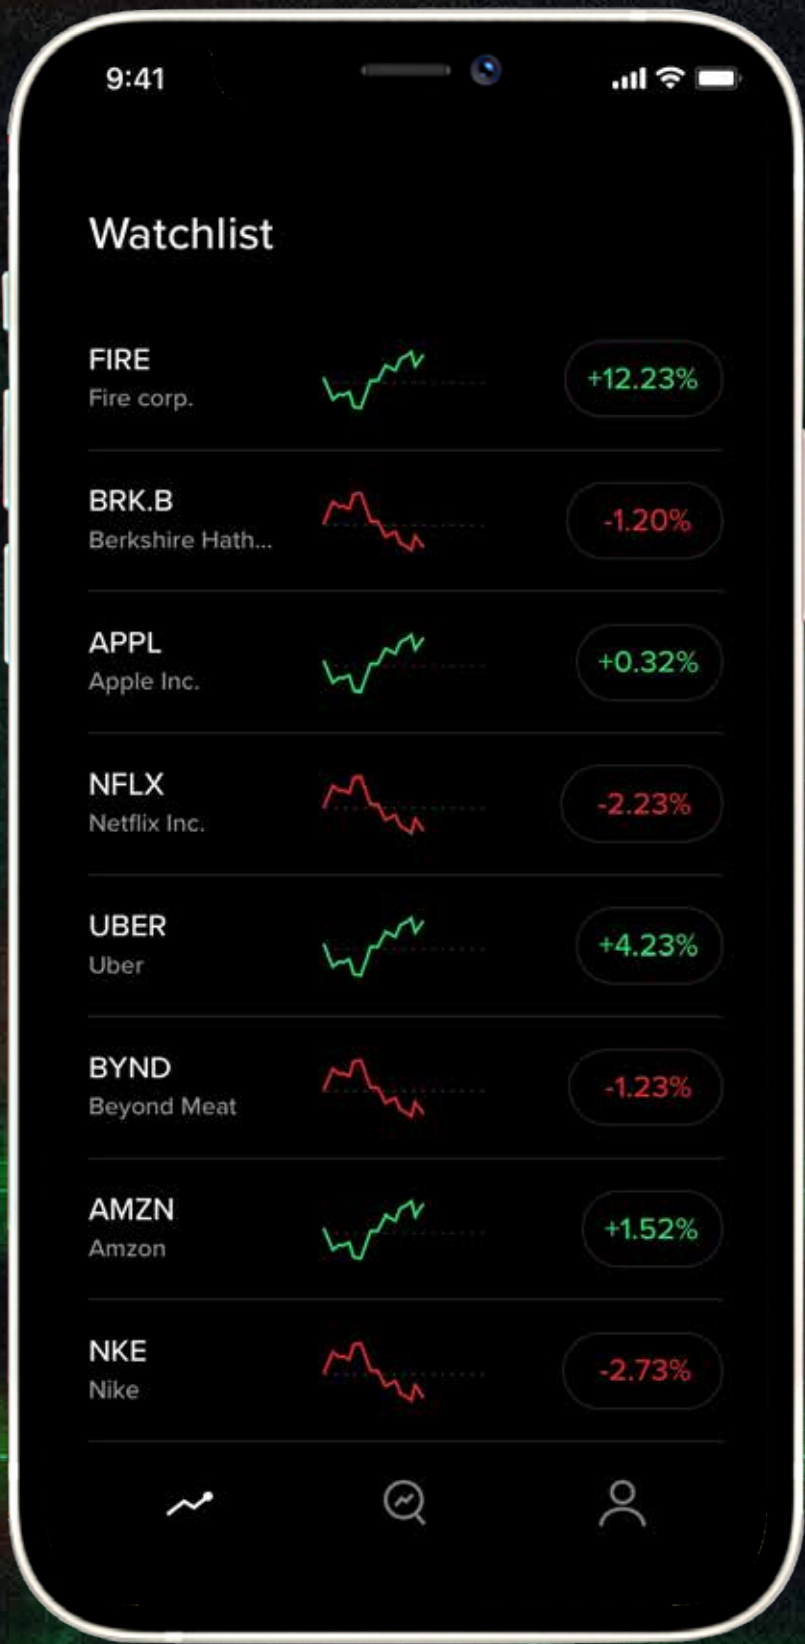 9:41
Watchlist
FIRE
Fire corp.
+12.23%
BRK.B
Berkshire Hath...
-1.20%
APPL
Apple Inc.
+0.32%
NFLX
Netflix Inc.
-2.23%
UBER
Uber
+4.23%
BYND
Beyond Meat
-1.23%
AMZN
Amzon
+1.52%
NKE
Nike
-2.73%